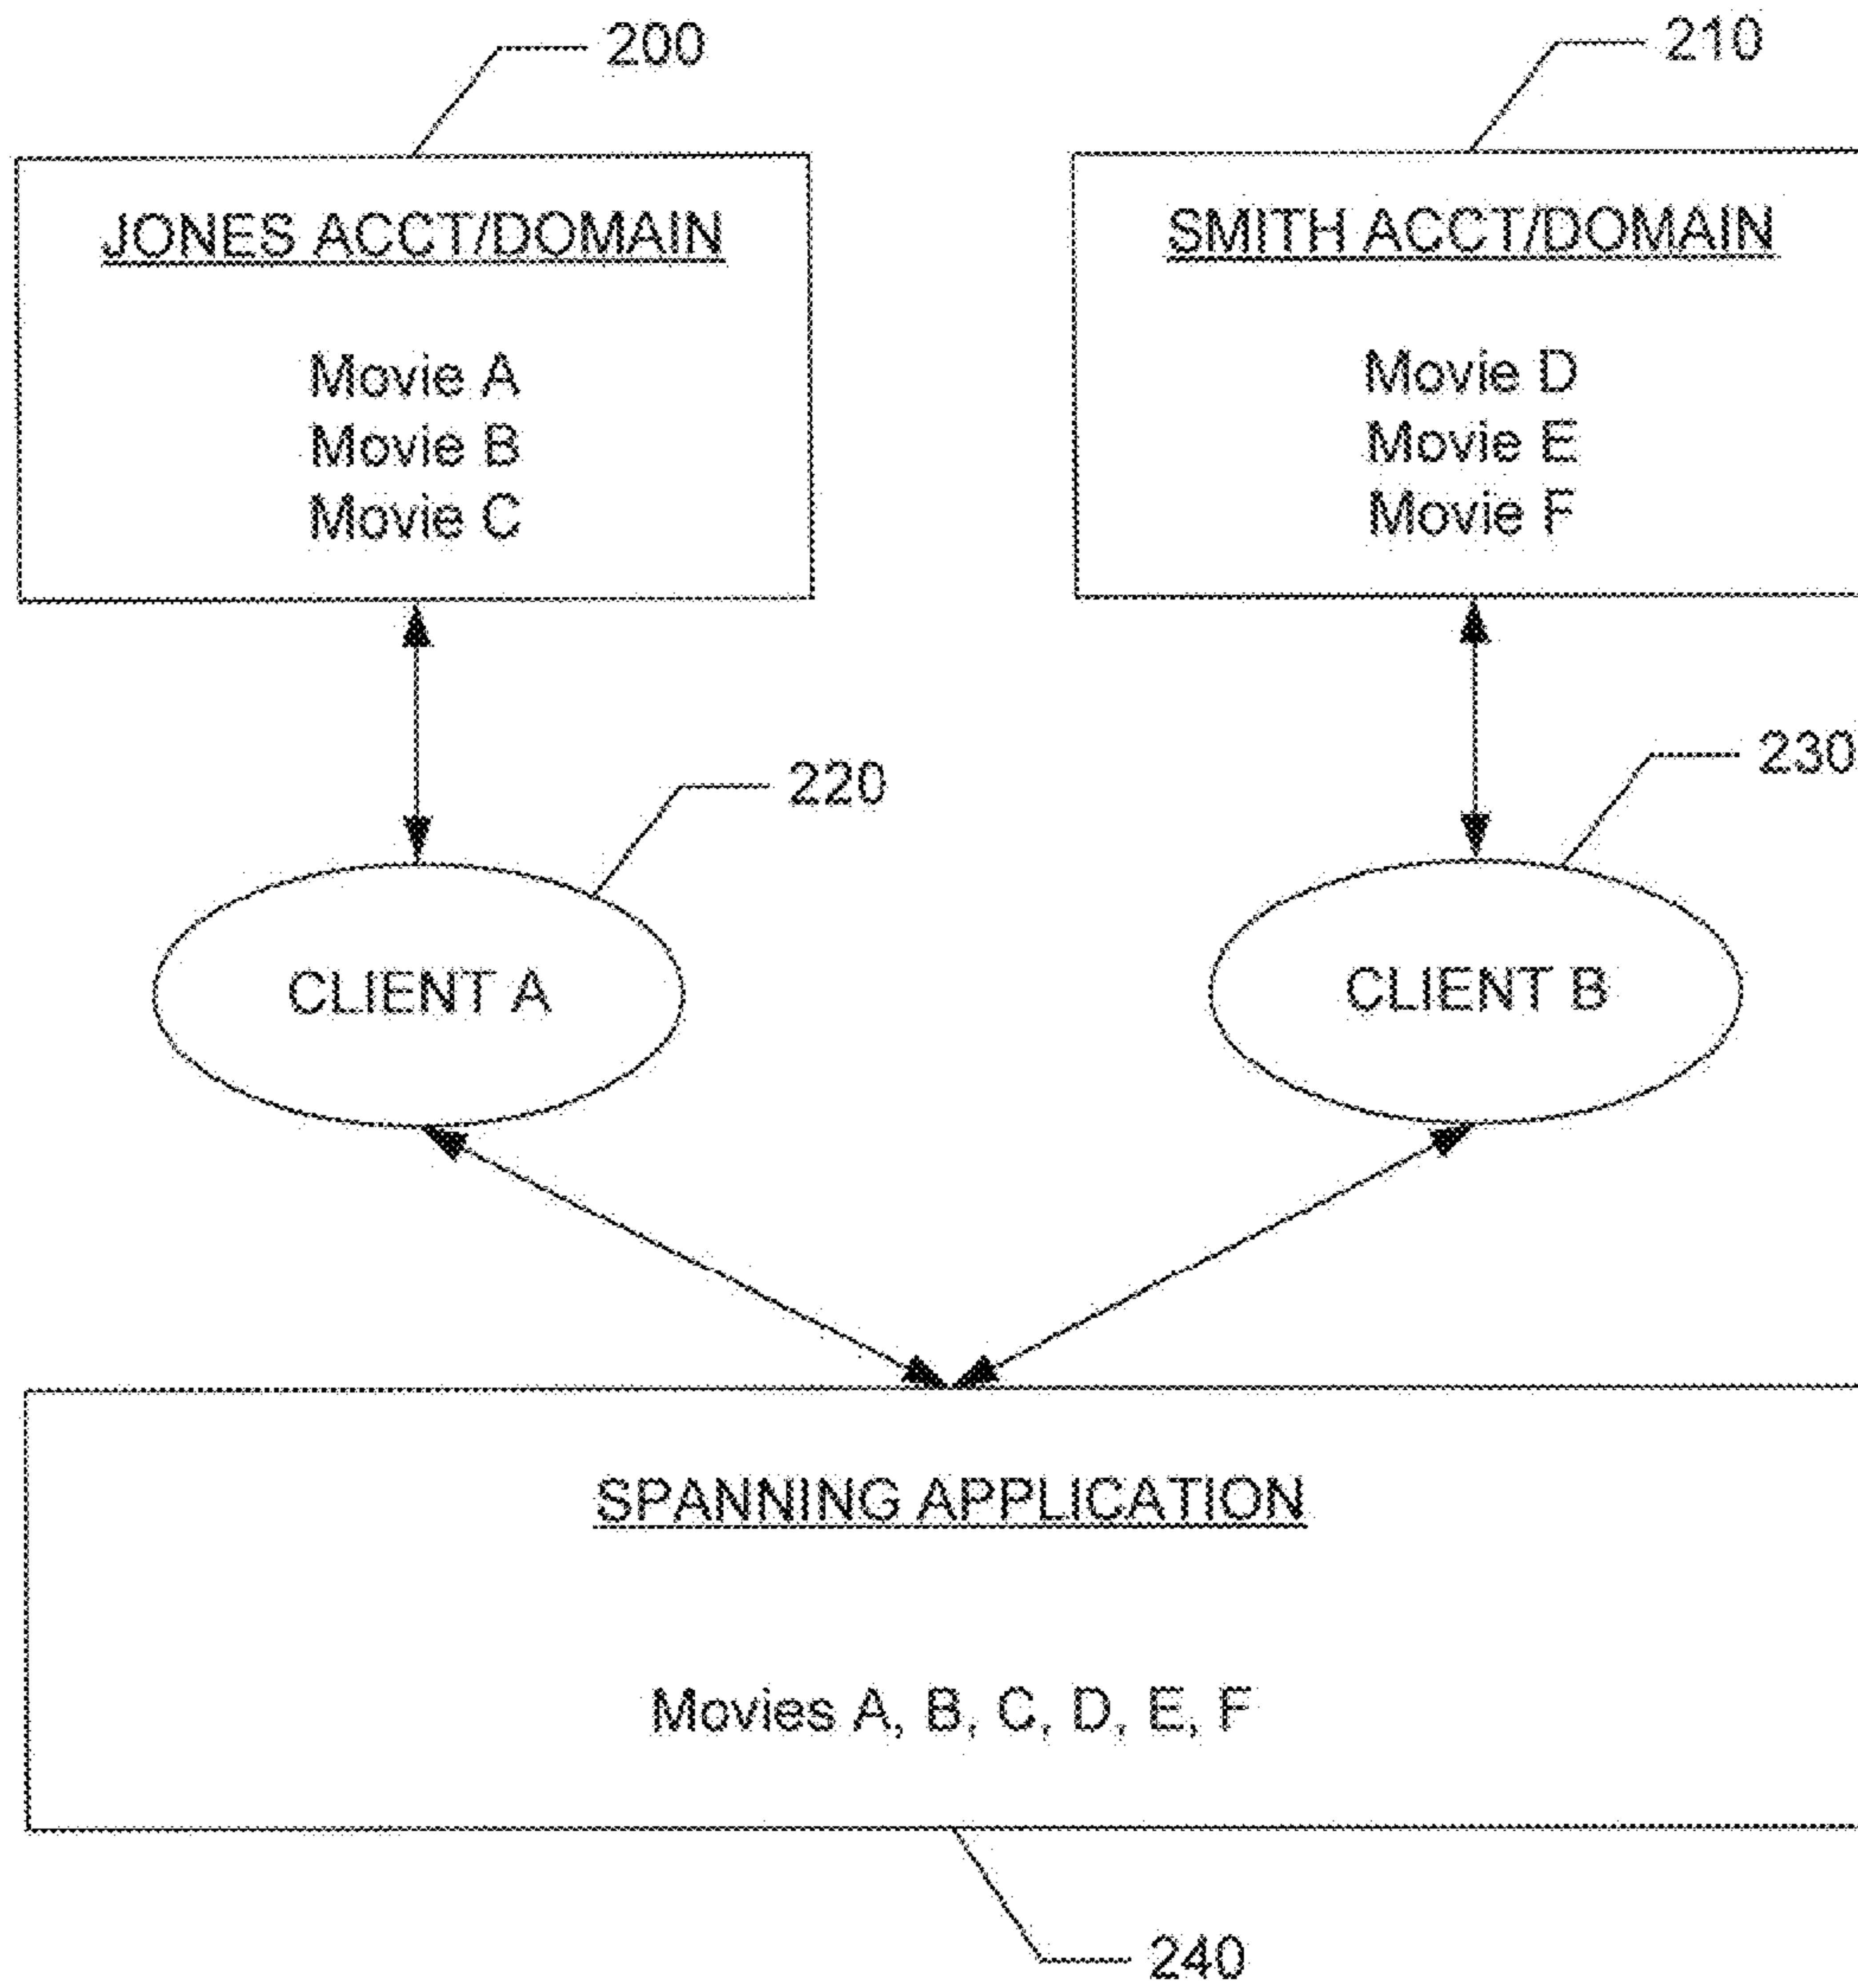 200
210
JONES ACCT/DOMAIN
Movie A
Movie B
Movie C
SMITH ACCT/DOMAIN
Movie D
Movie E
Movie F
220
230
CLIENT A
CLIENT B
SPANNING APPLICATION
Movies A, B, C, D, E, F
240